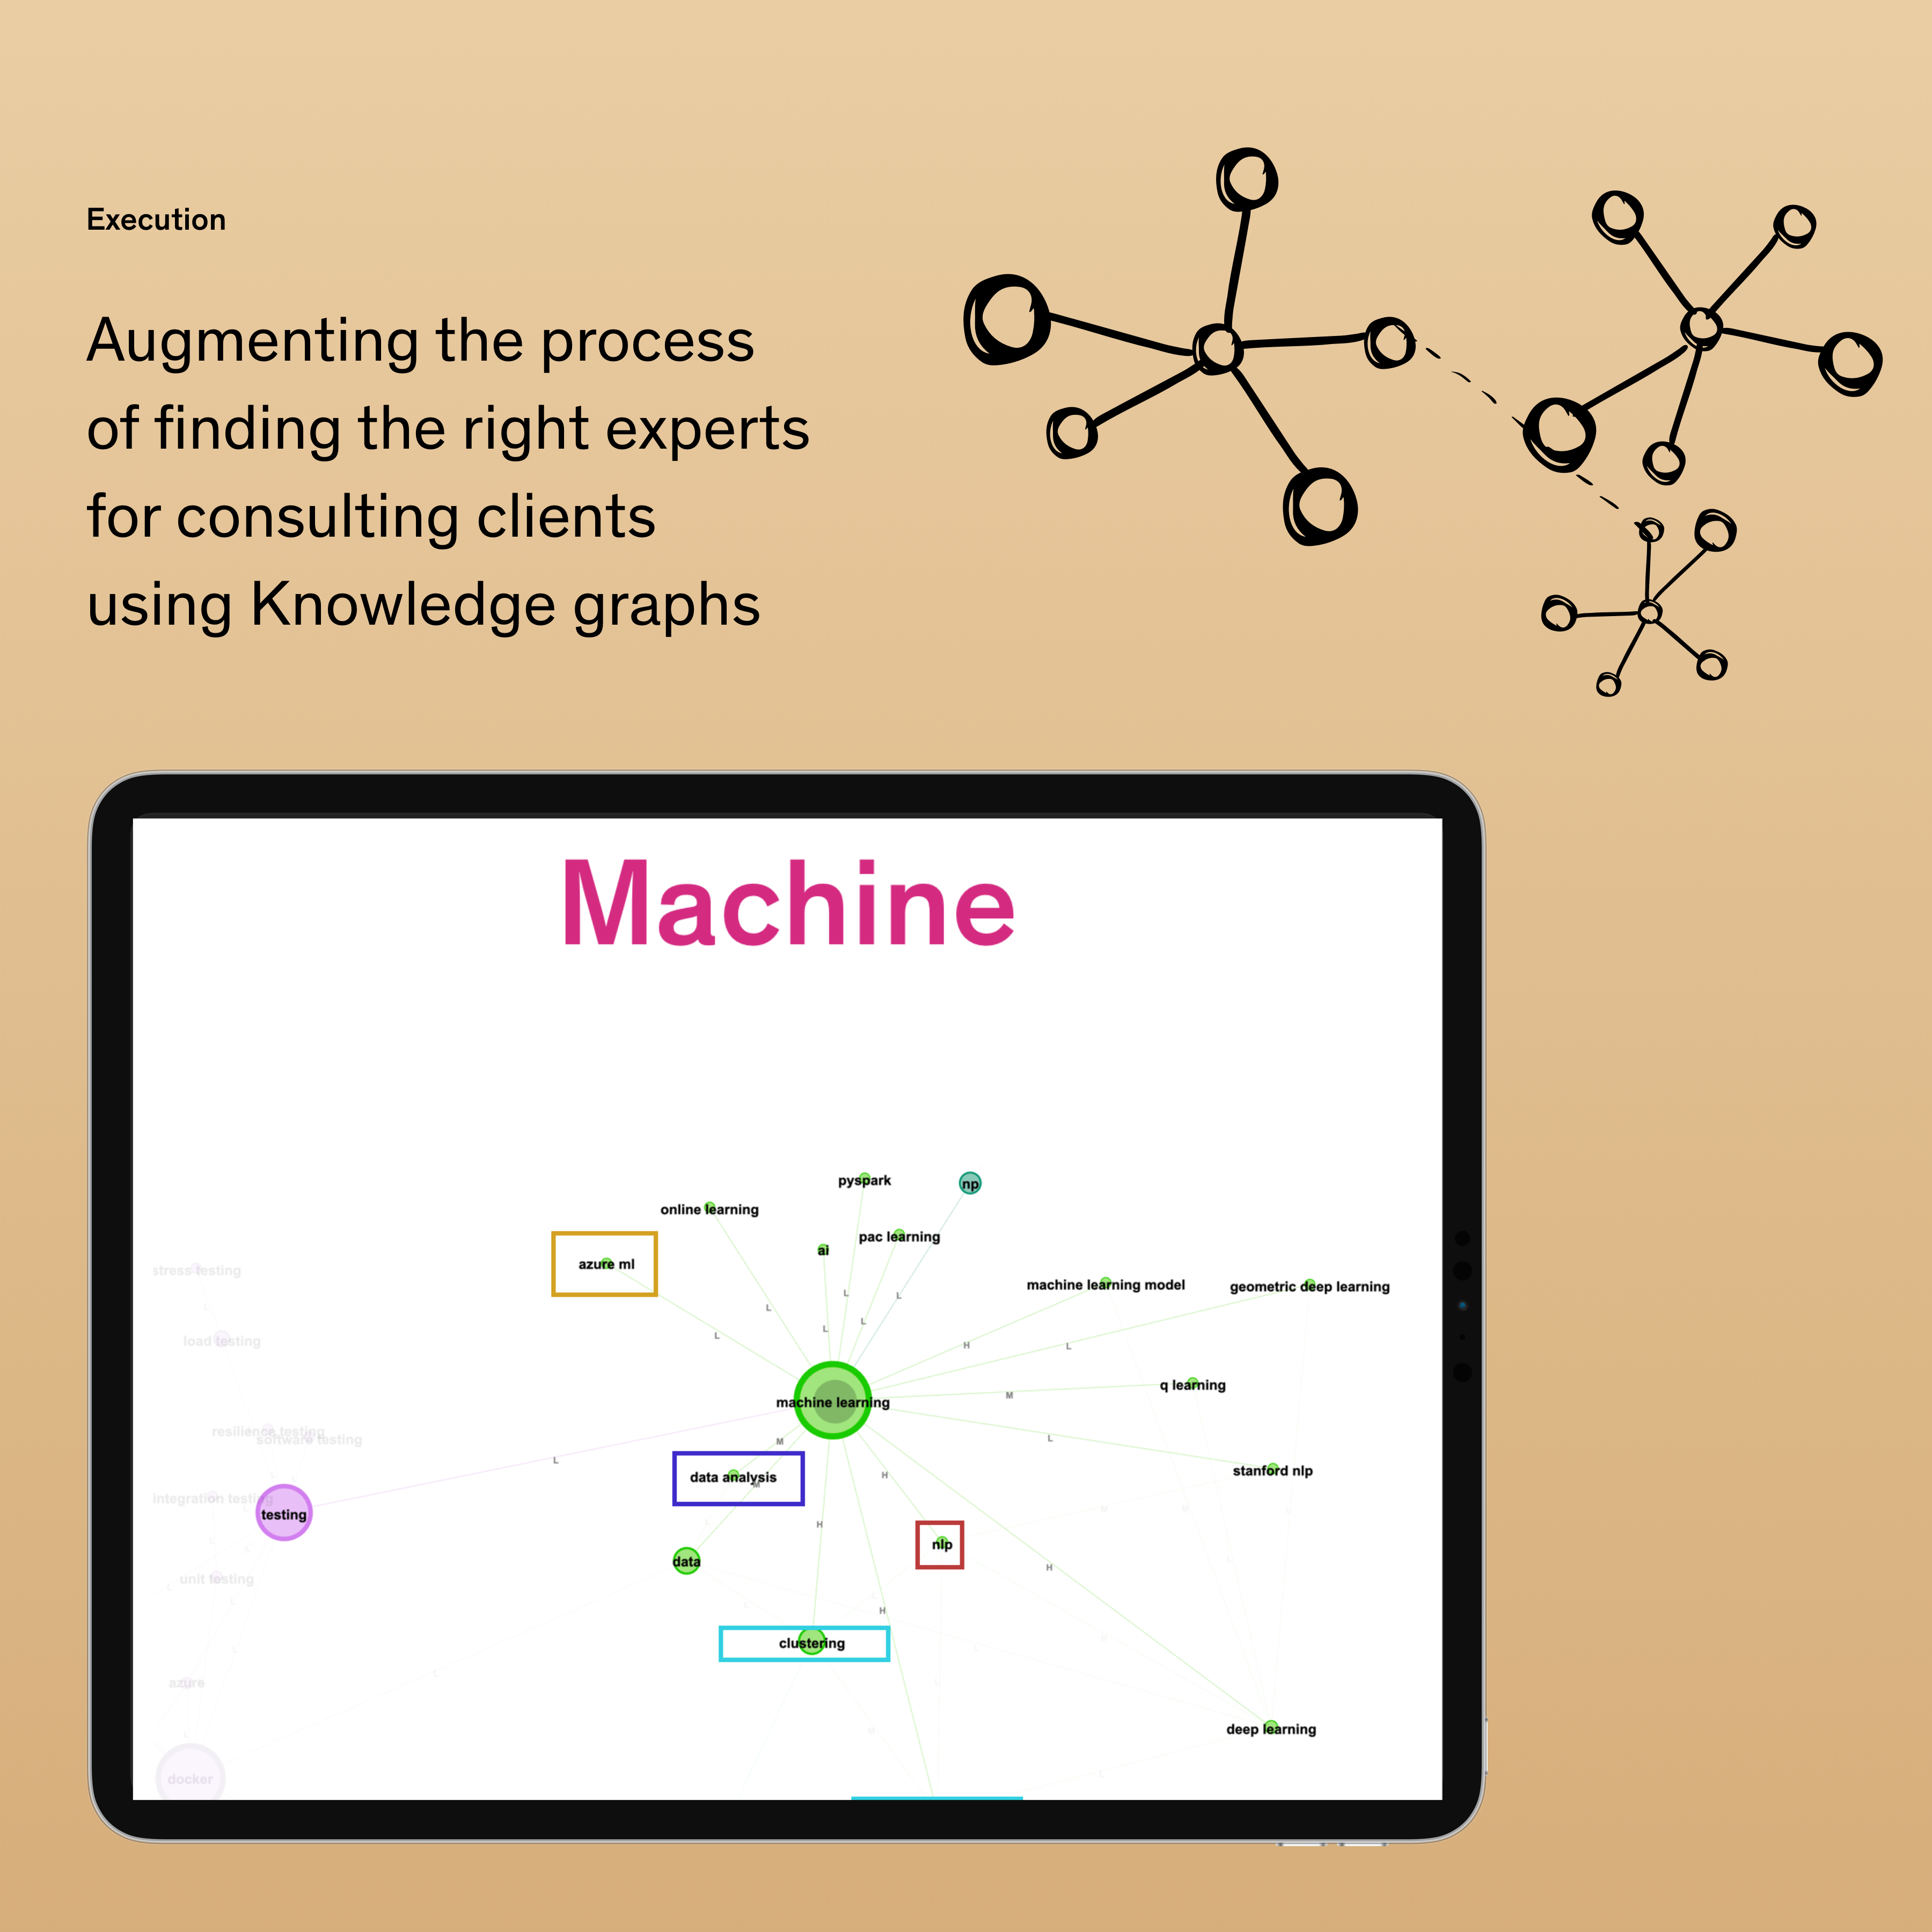 Execution
Augmenting the process
of finding the right experts
for consulting clients
using Knowledge graphs
Machine
pyspark
np
online learning
pac learning
ai
azure ml
stress testing
machine learning model
geometric deep learning
L
L
L
L
load testing
L
L
L
H
L
q learning
machine learning
M
resilience testing
software testing
M
L
L
data analysis
H
stanford nlp
M
integration testing
testing
H
nlp
data
H
unit testing
H
clustering
L
azure
deep learning
docker